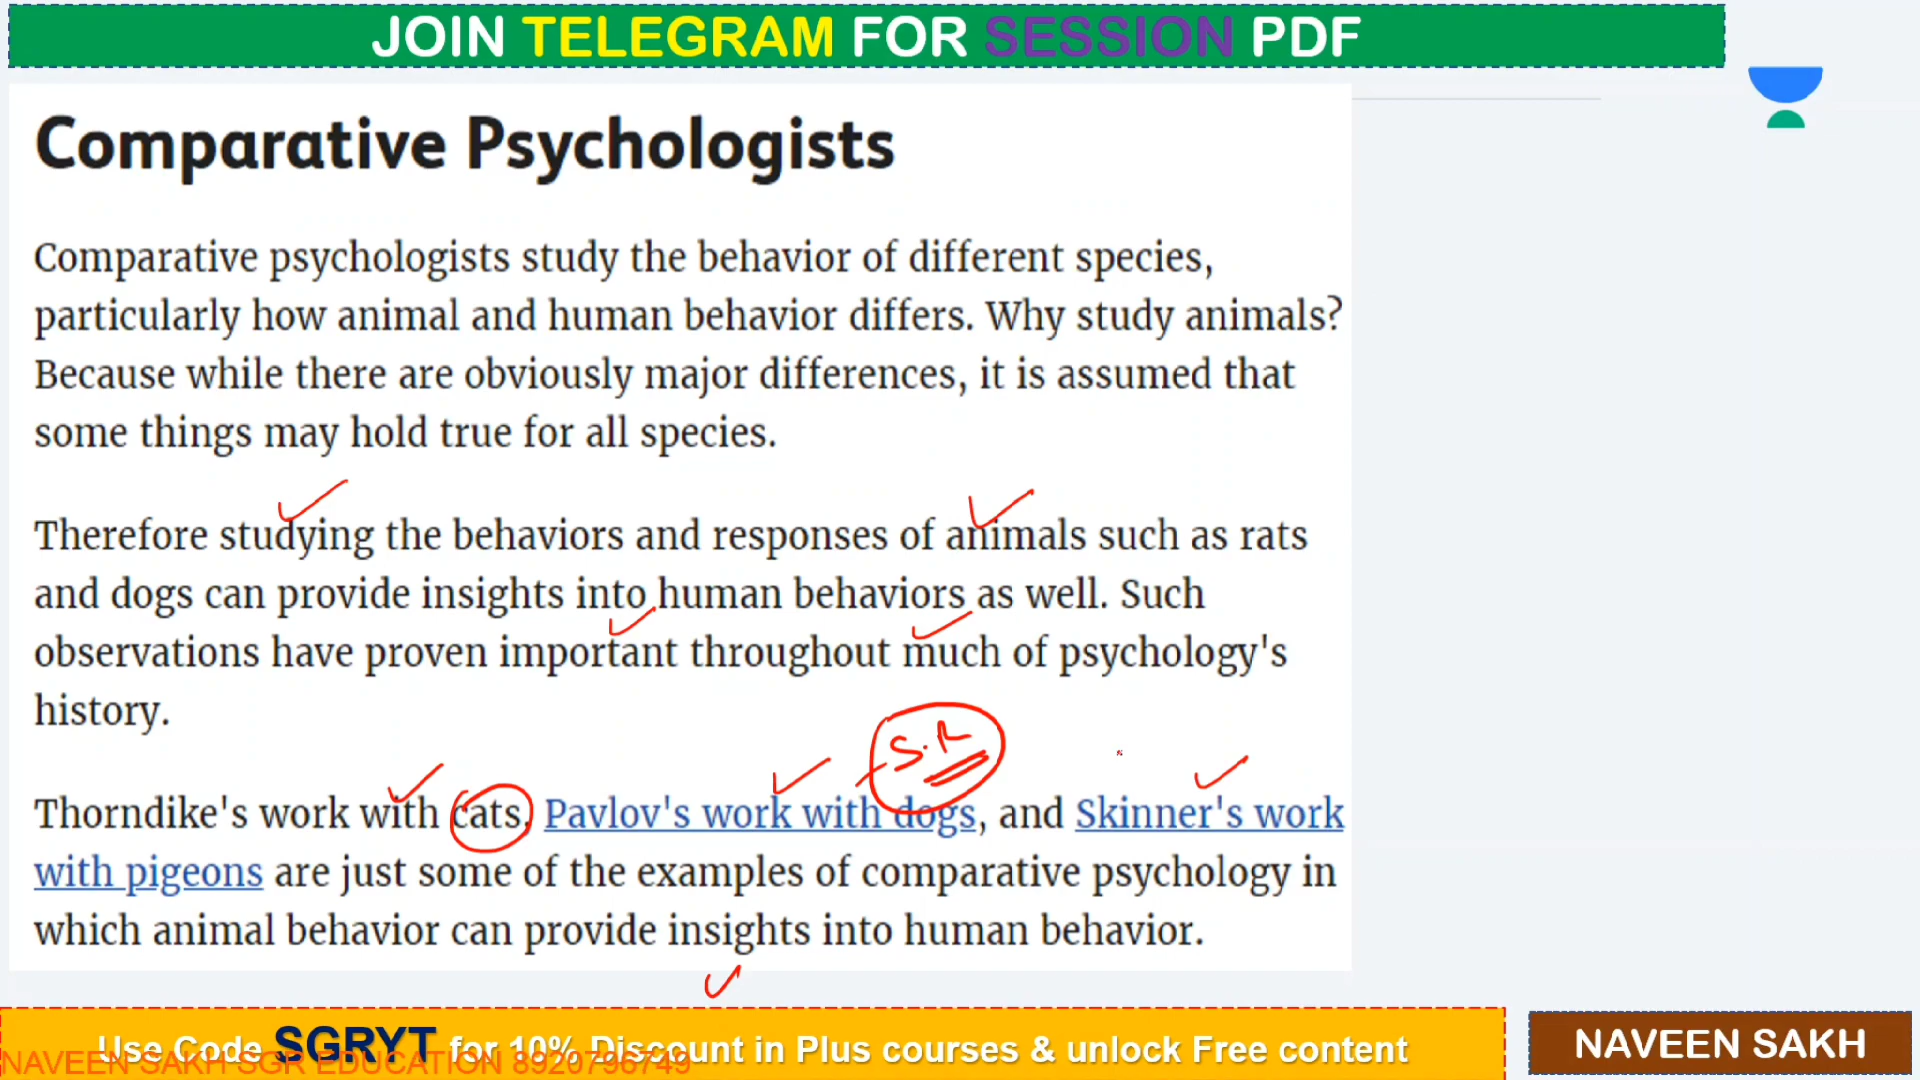 JOIN TELEGRAM FOR SESSION PDF
Comparative Psychologists
Comparative psychologists study the behavior of different species,
particularly how animal and human behavior differs. Why study animals?
Because while there are obviously major differences, it is assumed that
some things may hold true for all species.
Therefore studying the behaviors and responses of animals such as rats
and dogs can provide insights into human behaviors as well. Such
observations have proven important throughout much of psychology's
history.
S.R
Thorndike's work with cats, Pavlov's work with dogs, and Skinner's work
with pigeons are just some of the examples of comparative psychology in
which animal behavior can provide insights into human behavior.
Use Code SGRYT for 10% Discount in Plus courses & unlock Free content
NAVEEN SAKH SGR EDUCATION 8920796749
NAVEEN SAKH